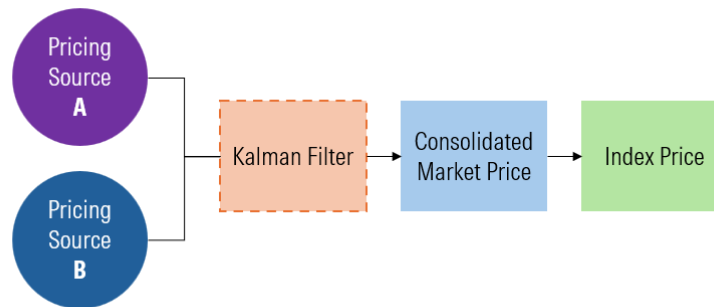 Pricing
Source
A
Kalman Filter
Consolidated
Market Price
Index Price
Pricing
Source
B